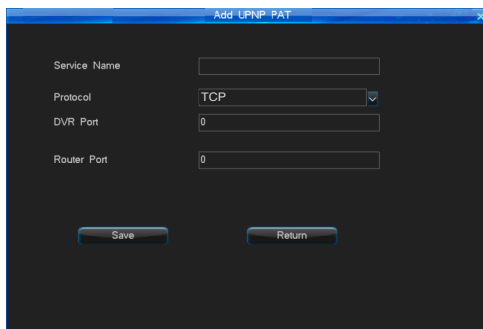 Add UPNP PAT
Service Name
Protocol TCP
DVR Port 0
Router Port 0
Save Return